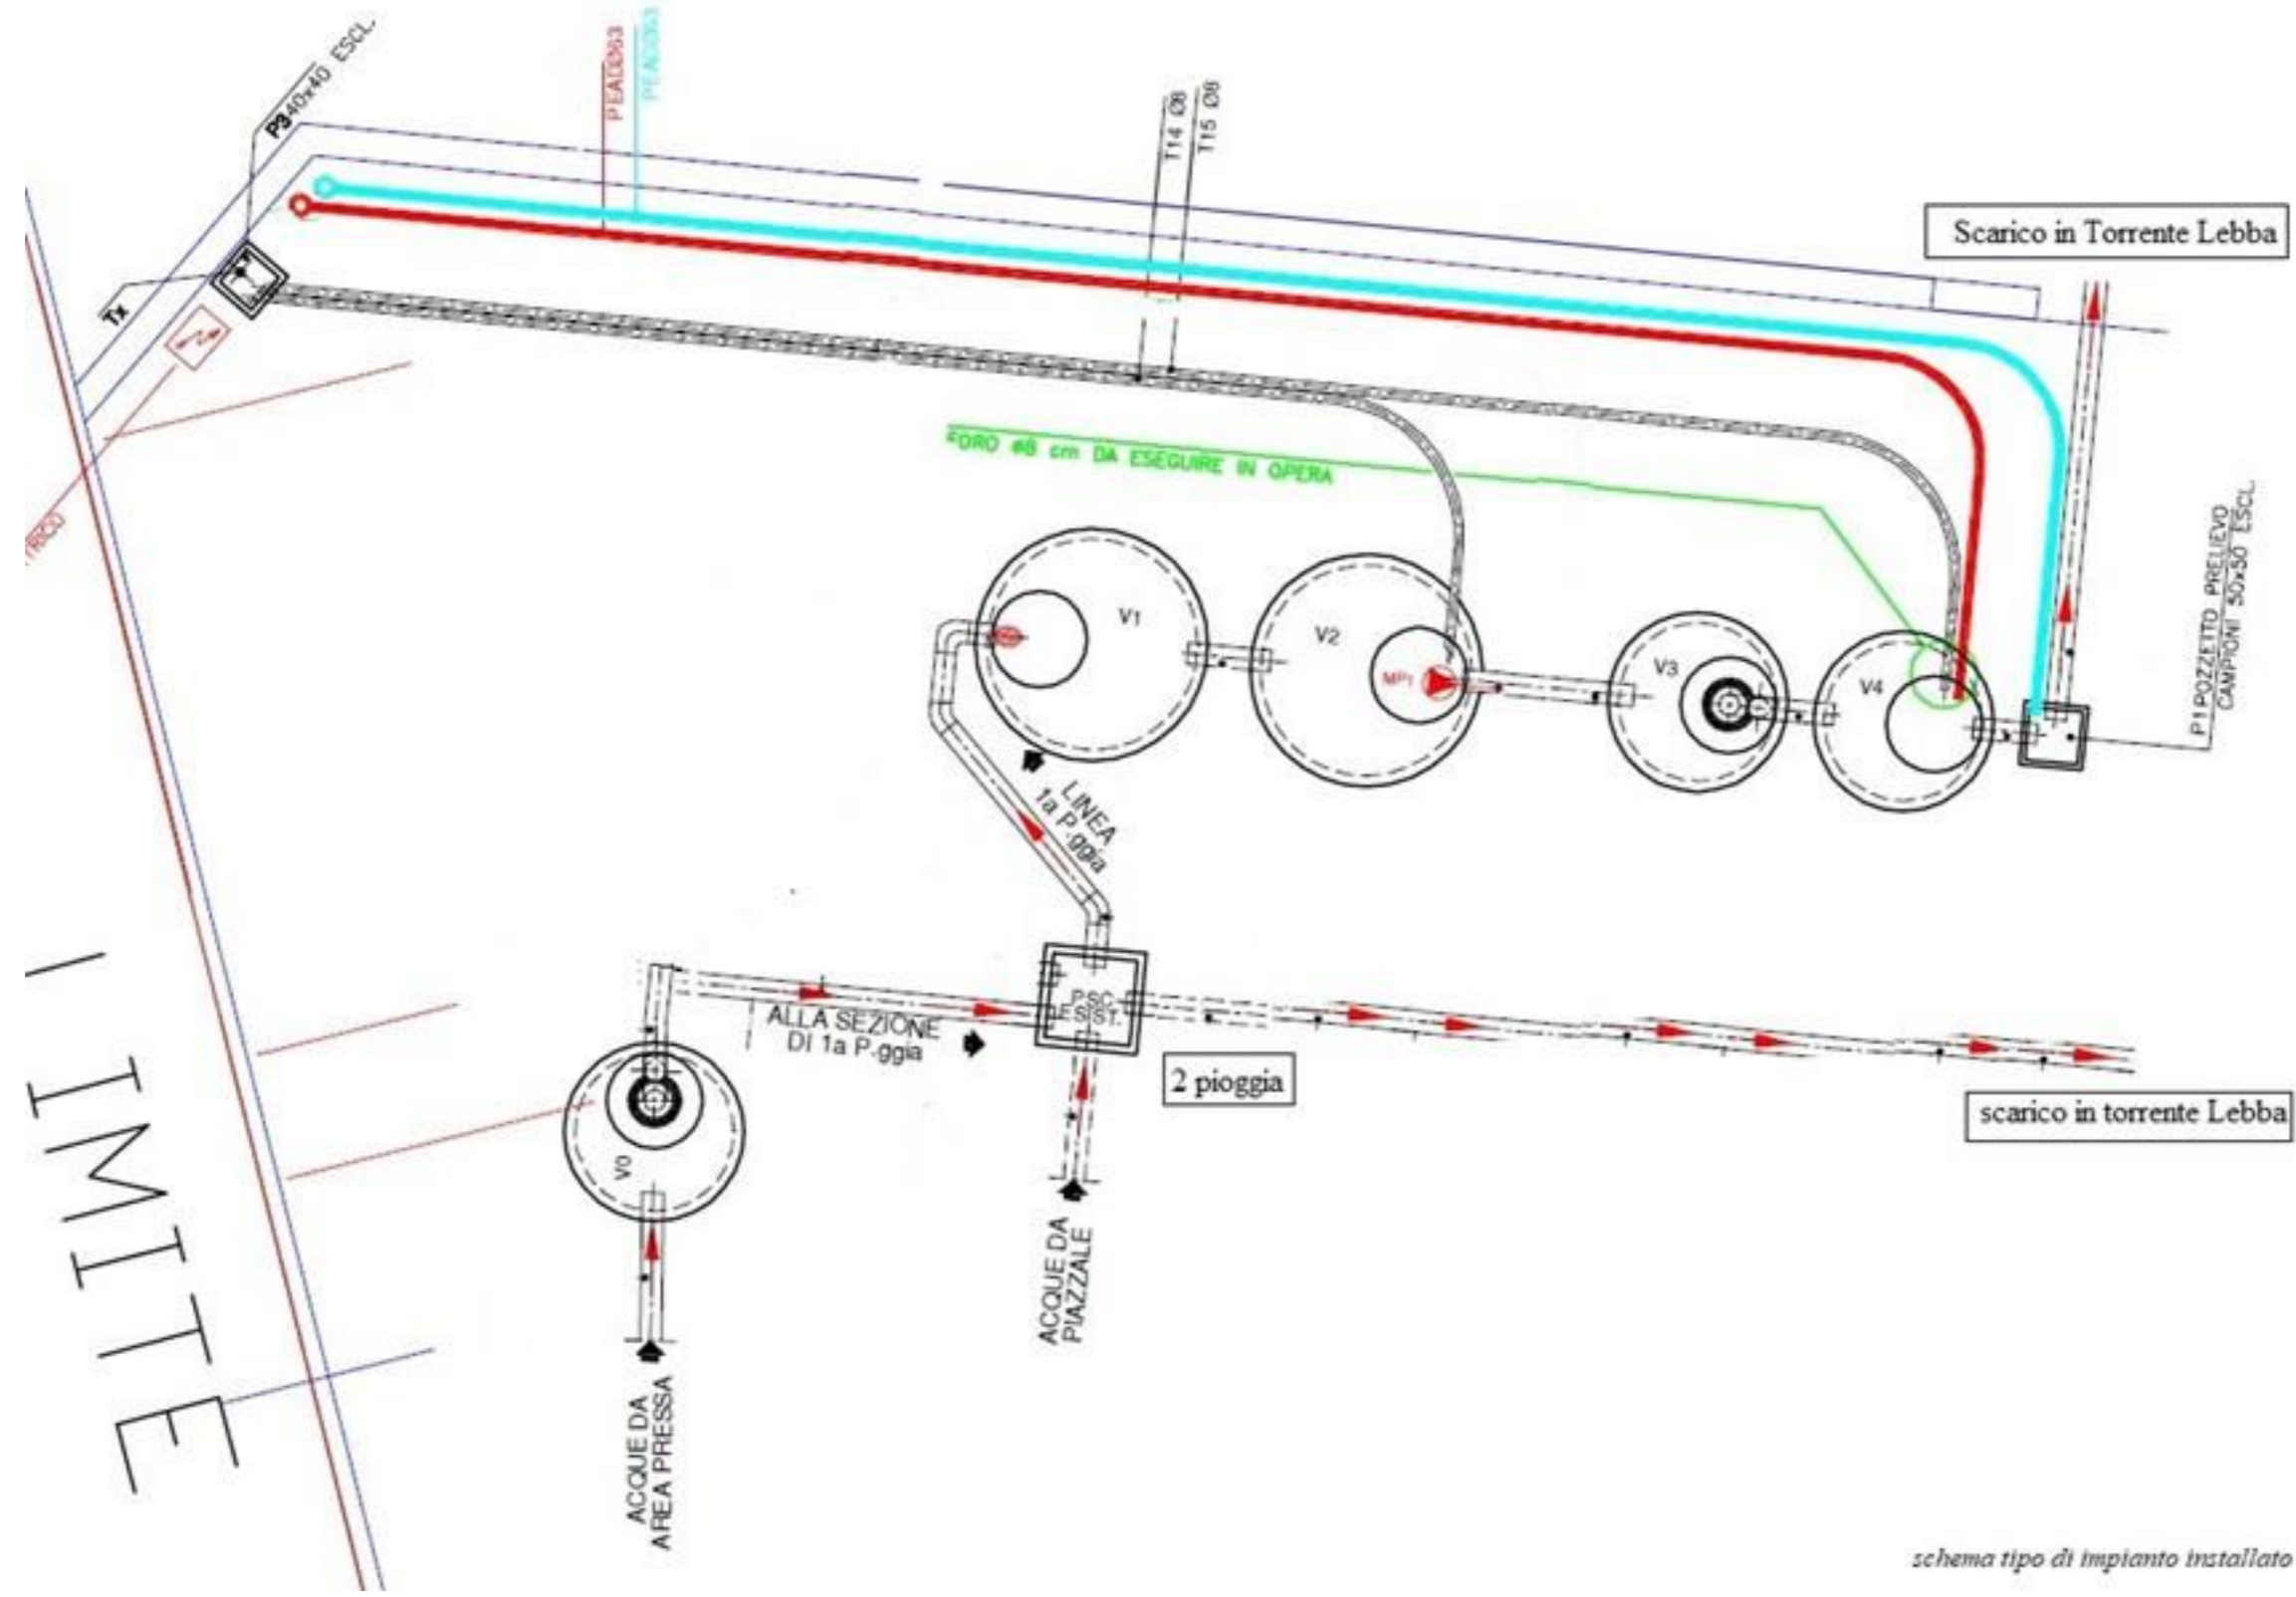 P3 40x40 ESCL.
PEADØ63
PEADØ63
T14 Ø8
T15 Ø8
Scarico in Torrente Lebba
Tx
FORO Ø8 cm DA ESEGUIRE IN OPERA
P1 POZZETTO PRELIEVO
CAMPIONI 50x50 ESCL.
V1
V2
MP1
V3
V4
LINEA
1a P.ggia
P.SC.
ESIST.
ALLA SEZIONE
DI 1a P.ggia
2 pioggia
scarico in torrente Lebba
V0
ACQUE DA
PIAZZALE
ACQUE DA
AREA PRESSA
LIMITE
schema tipo di impianto installato